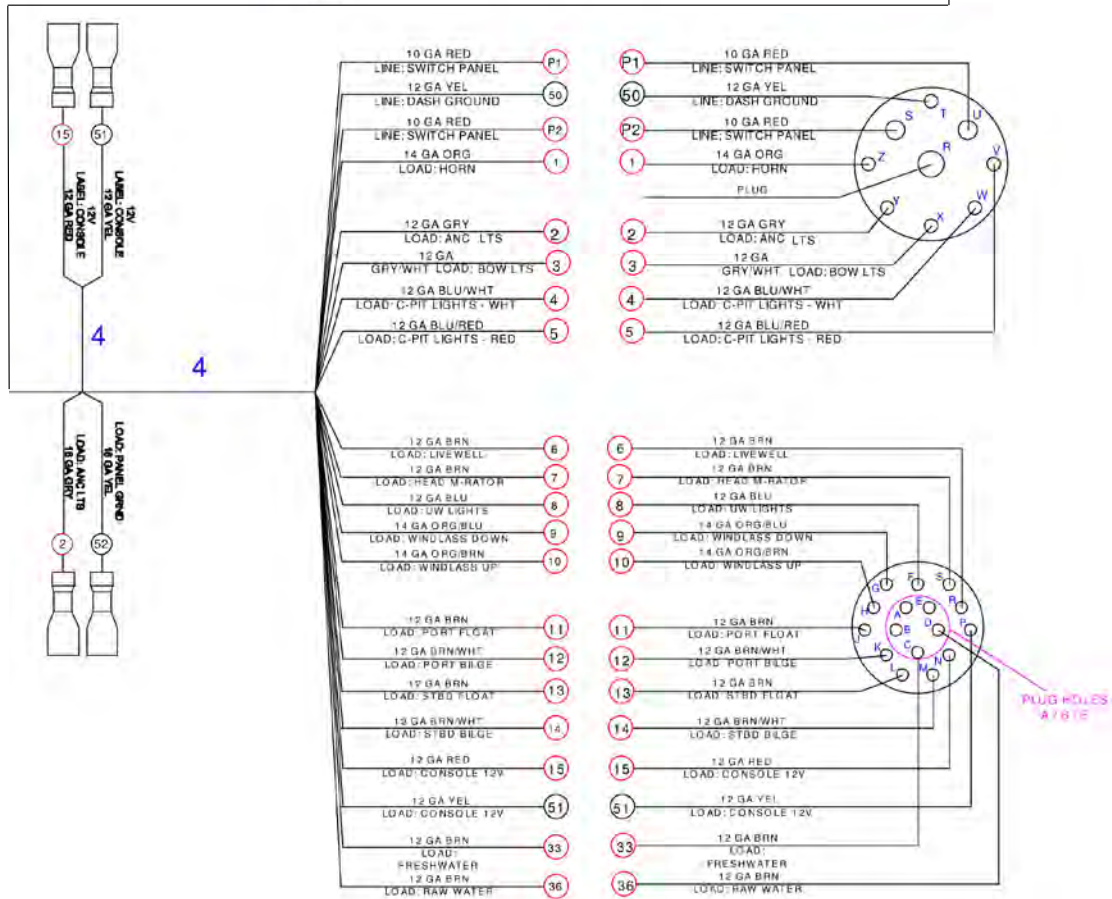 15
51
12V
LABEL: CONSOLE
12 GA YEL
12V
LABEL: CONSOLE
12 GA RED
4
4
LOAD: PANEL GRND
16 GA YEL
LOAD: ANC LTS
16 GA GRY
2
52
10 GA RED
LINE: SWITCH PANEL
P1
12 GA YEL
LINE: DASH GROUND
50
10 GA RED
LINE: SWITCH PANEL
P2
14 GA ORG
LOAD: HORN
1
12 GA GRY
LOAD: ANC LTS
2
12 GA
GRY/WHT LOAD: BOW LTS
3
12 GA BLU/WHT
LOAD: C-PIT LIGHTS - WHT
4
12 GA BLU/RED
LOAD: C-PIT LIGHTS - RED
5
12 GA BRN
LOAD: LIVEWELL
6
12 GA BRN
LOAD: HEAD M-RATOR
7
12 GA BLU
LOAD: UW LIGHTS
8
14 GA ORG/BLU
LOAD: WINDLASS DOWN
9
14 GA ORG/BRN
LOAD: WINDLASS UP
10
12 GA BRN
LOAD: PORT FLOAT
11
12 GA BRN/WHT
LOAD: PORT BILGE
12
12 GA BRN
LOAD: STBD FLOAT
13
12 GA BRN/WHT
LOAD: STBD BILGE
14
12 GA RED
LOAD: CONSOLE 12V
15
12 GA YEL
LOAD: CONSOLE 12V
51
12 GA BRN
LOAD:
FRESHWATER
33
12 GA BRN
LOAD: RAW WATER
36
P1
10 GA RED
LINE: SWITCH PANEL
50
12 GA YEL
LINE: DASH GROUND
P2
10 GA RED
LINE: SWITCH PANEL
1
14 GA ORG
LOAD: HORN
PLUG
2
12 GA GRY
LOAD: ANC LTS
3
12 GA
GRY/WHT LOAD: BOW LTS
4
12 GA BLU/WHT
LOAD: C-PIT LIGHTS - WHT
5
12 GA BLU/RED
LOAD: C-PIT LIGHTS - RED
S
T
U
Z
R
V
Y
X
W
6
12 GA BRN
LOAD: LIVEWELL
7
12 GA BRN
LOAD: HEAD M-RATOR
8
12 GA BLU
LOAD: UW LIGHTS
9
14 GA ORG/BLU
LOAD: WINDLASS DOWN
10
14 GA ORG/BRN
LOAD: WINDLASS UP
11
12 GA BRN
LOAD: PORT FLOAT
12
12 GA BRN/WHT
LOAD: PORT BILGE
13
12 GA BRN
LOAD: STBD FLOAT
14
12 GA BRN/WHT
LOAD: STBD BILGE
15
12 GA RED
LOAD: CONSOLE 12V
51
12 GA YEL
LOAD: CONSOLE 12V
33
12 GA BRN
LOAD:
FRESHWATER
36
12 GA BRN
LOAD: RAW WATER
G
F
S
H
A
E
R
J
B
D
P
K
C
L
M
N
PLUG HOLES